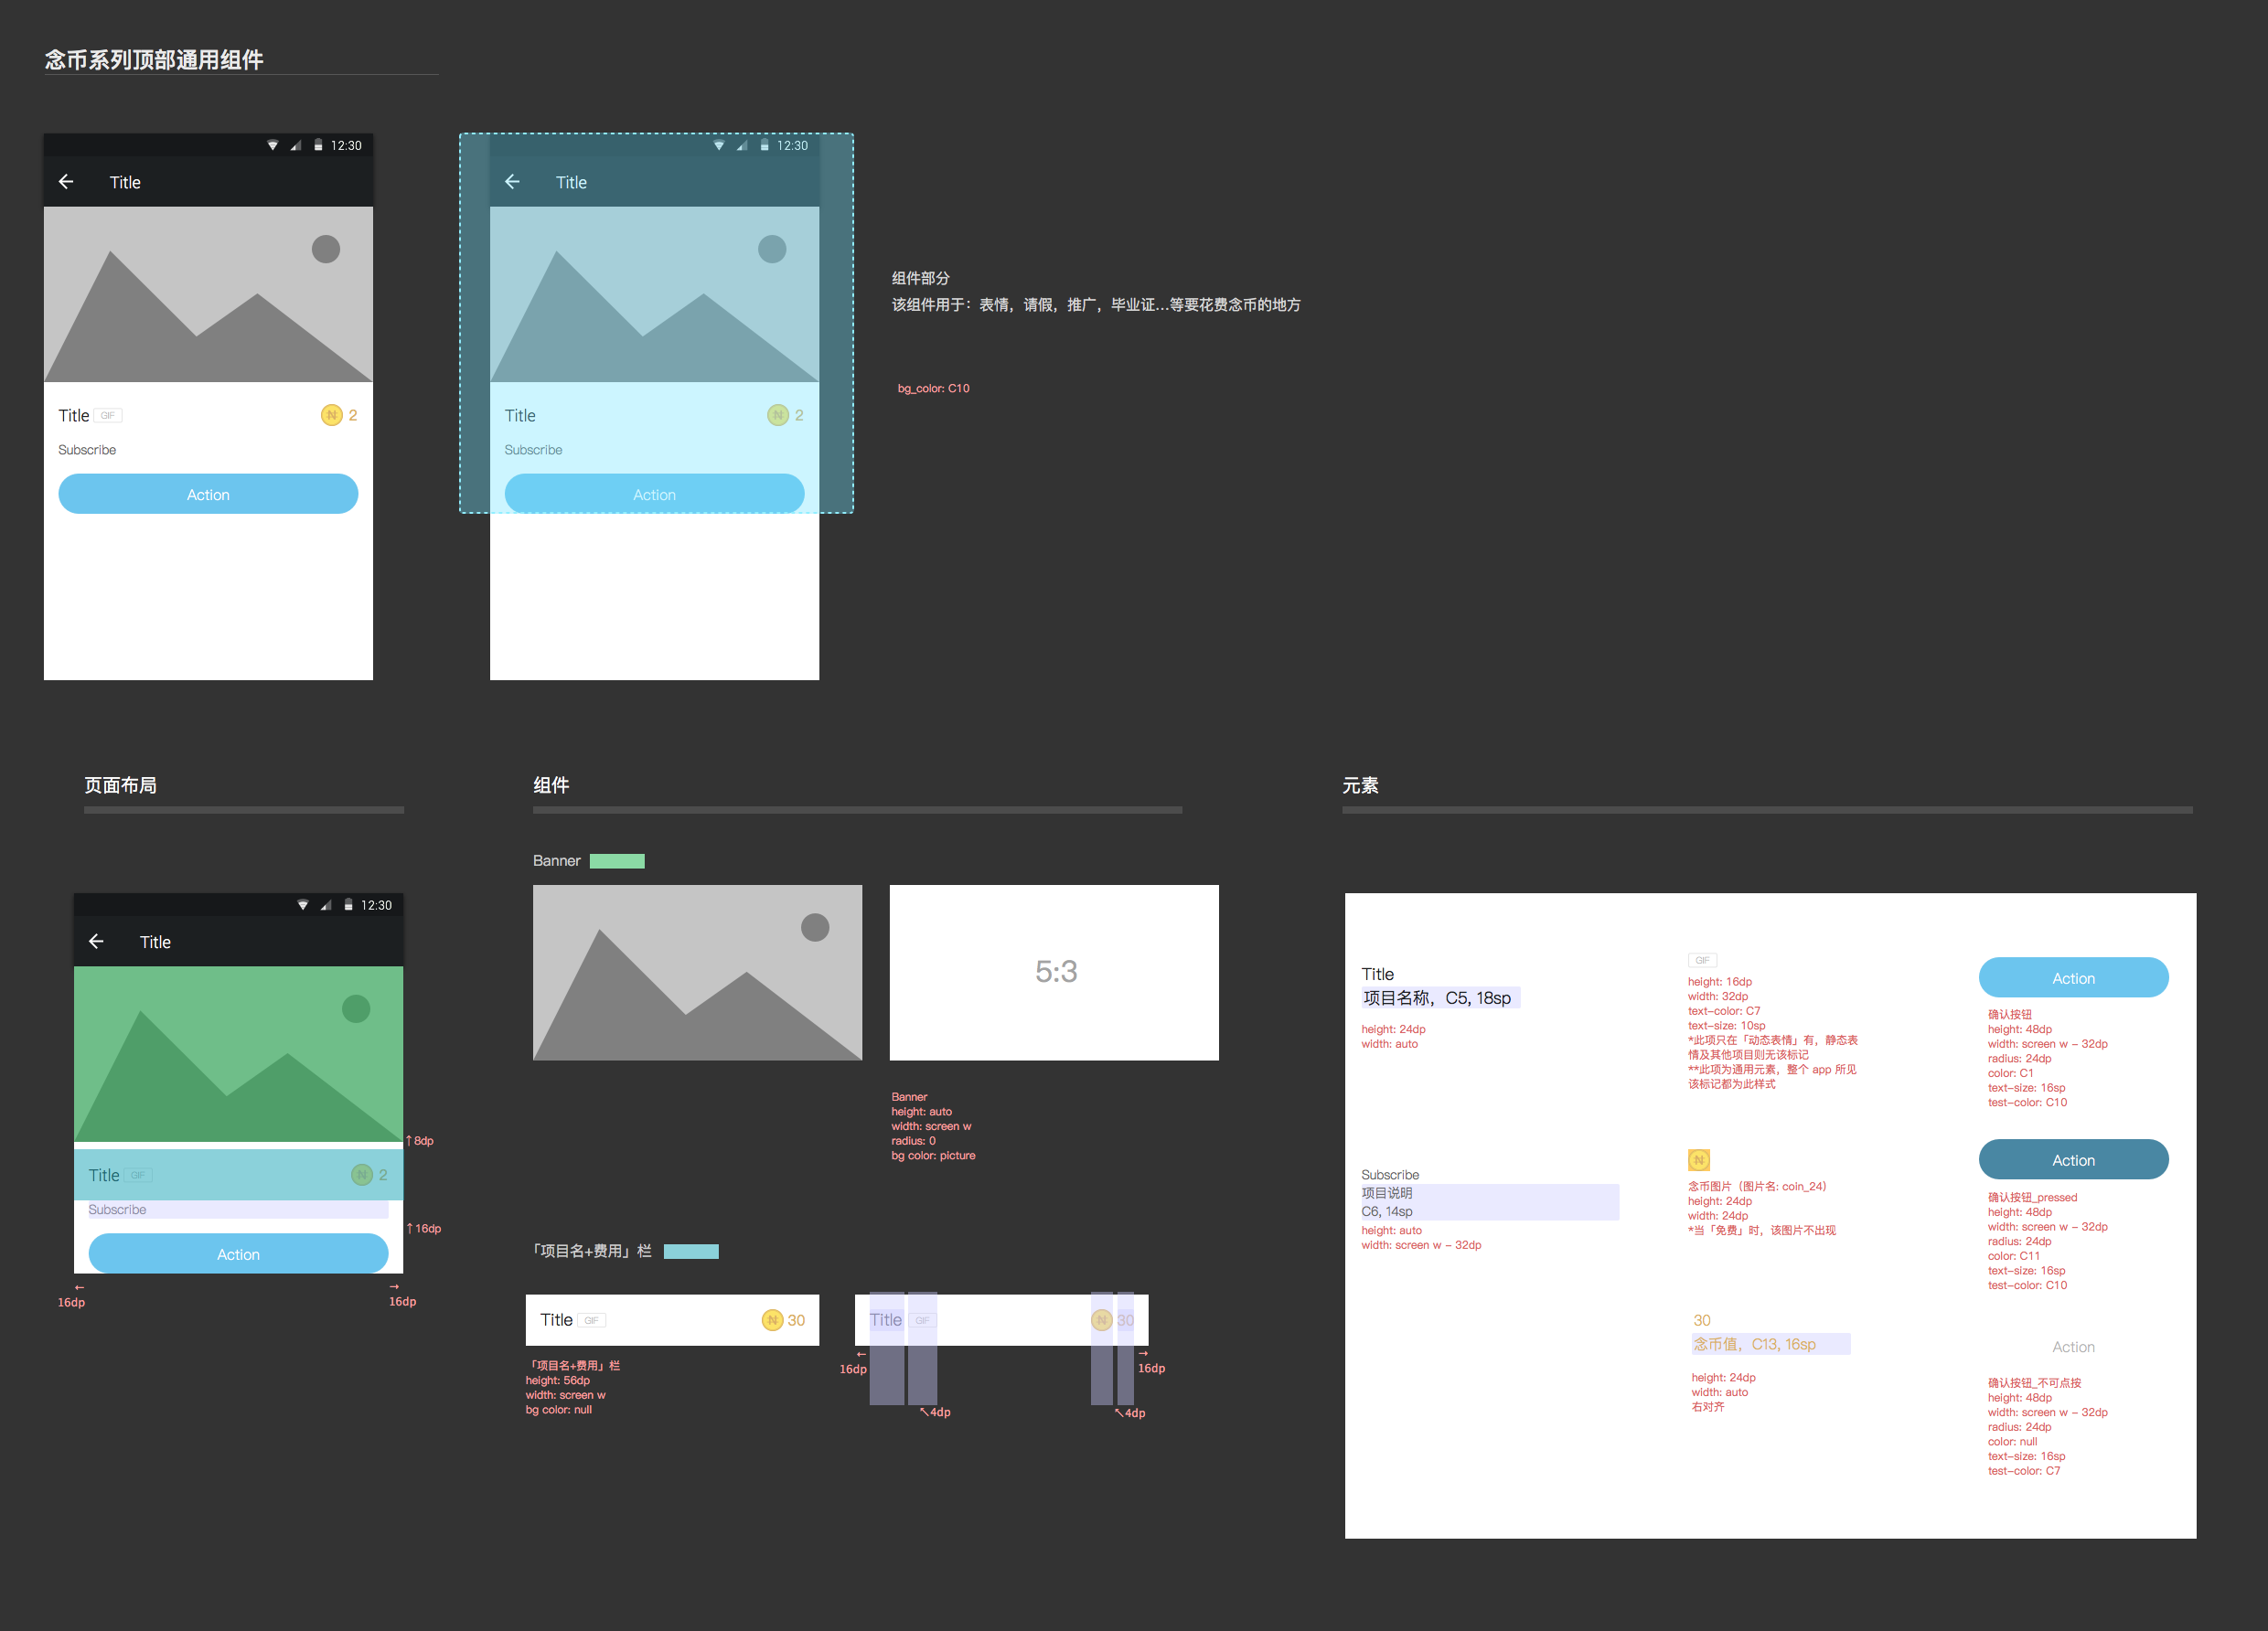 念币系列顶部通用组件
12:30
Title
Title GIF
N 2
Subscribe
Action
12:30
Title
Title
N 2
Subscribe
Action
组件部分
该组件用于：表情，请假，推广，毕业证...等要花费念币的地方
bg_color: C10
页面布局
12:30
Title
↑8dp
Title GIF
N 2
Subscribe
↑16dp
Action
←
16dp
→
16dp
组件
Banner
5:3
Banner
height: auto
width: screen w
radius: 0
bg color: picture
「项目名+费用」栏
Title GIF
N 30
「项目名+费用」栏
height: 56dp
width: screen w
bg color: null
Title GIF
N 30
←
16dp
→
16dp
↖4dp
↖4dp
元素
Title
项目名称，C5, 18sp
height: 24dp
width: auto
Subscribe
项目说明
C6, 14sp
height: auto
width: screen w - 32dp
GIF
height: 16dp
width: 32dp
text-color: C7
text-size: 10sp
*此项只在「动态表情」有，静态表
情及其他项目则无该标记
**此项为通用元素，整个 app 所见
该标记都为此样式
N
念币图片（图片名: coin_24）
height: 24dp
width: 24dp
*当「免费」时，该图片不出现
30
念币值，C13, 16sp
height: 24dp
width: auto
右对齐
Action
确认按钮
height: 48dp
width: screen w - 32dp
radius: 24dp
color: C1
text-size: 16sp
test-color: C10
Action
确认按钮_pressed
height: 48dp
width: screen w - 32dp
radius: 24dp
color: C11
text-size: 16sp
test-color: C10
Action
确认按钮_不可点按
height: 48dp
width: screen w - 32dp
radius: 24dp
color: null
text-size: 16sp
test-color: C7